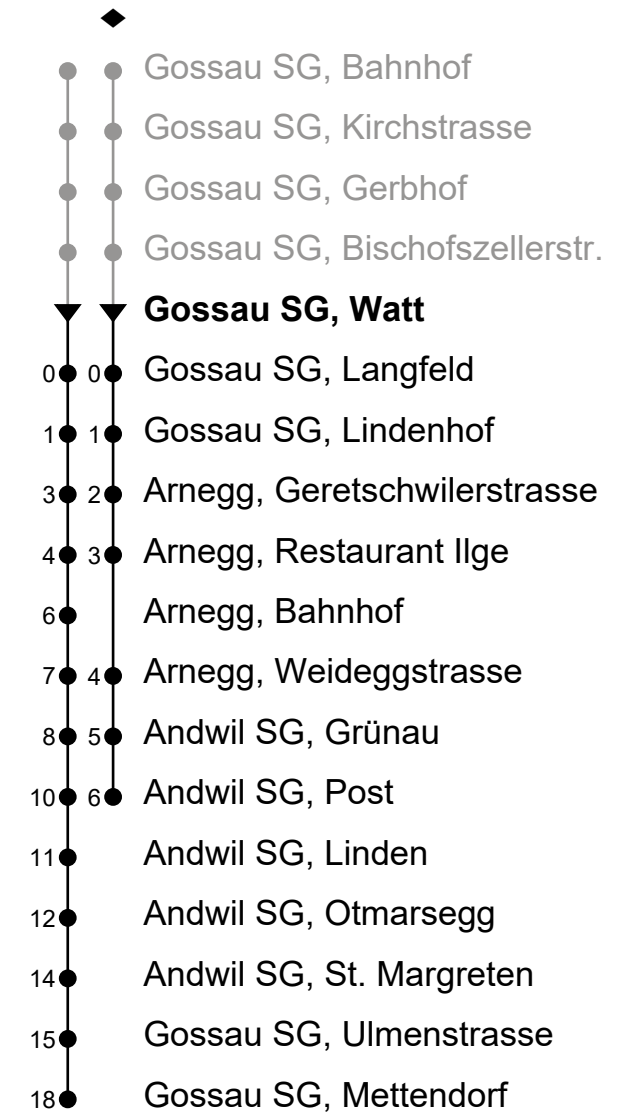 Gossau SG, Bahnhof
Gossau SG, Kirchstrasse
Gossau SG, Gerbhof
Gossau SG, Bischofszellerstr.
Gossau SG, Watt
0 0 Gossau SG, Langfeld
1 1 Gossau SG, Lindenhof
3 2 Arnegg, Geretschwilerstrasse
4 3 Arnegg, Restaurant Ilge
6 Arnegg, Bahnhof
7 4 Arnegg, Weideggstrasse
8 5 Andwil SG, Grünau
10 6 Andwil SG, Post
11 Andwil SG, Linden
12 Andwil SG, Otmarsegg
14 Andwil SG, St. Margreten
15 Gossau SG, Ulmenstrasse
18 Gossau SG, Mettendorf